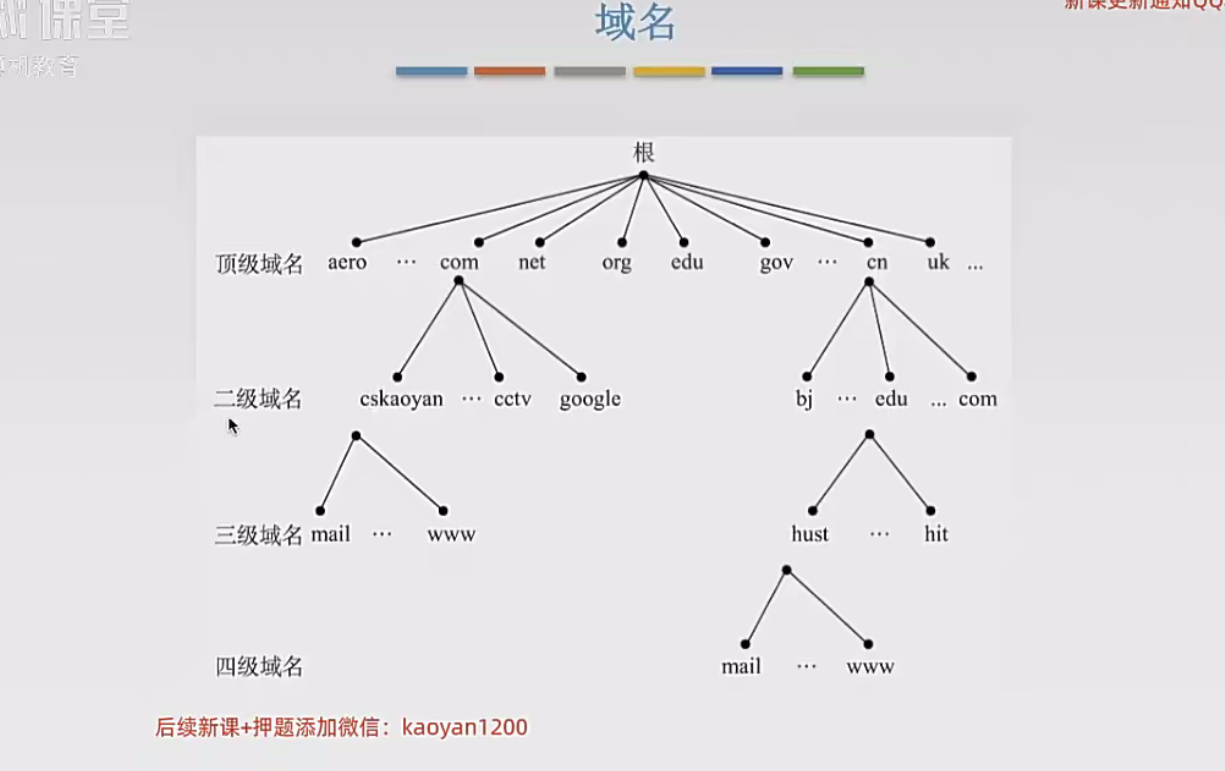 课堂
教育
新课更新通知QQ
域名
根
顶级域名 aero … com net org edu gov … cn uk ...
二级域名 cskaoyan … cctv google bj … edu ... com
三级域名 mail … www hust … hit
四级域名 mail … www
后续新课+押题添加微信：kaoyan1200